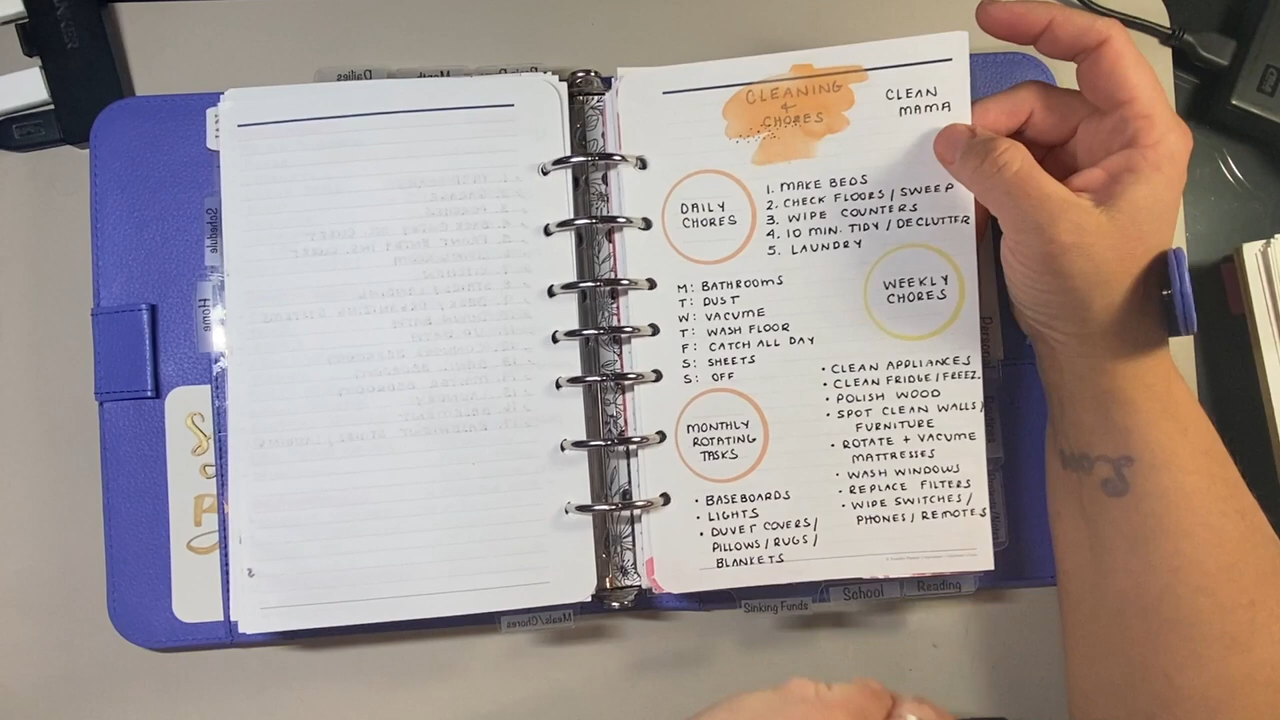 ANKER
Schedule
Home
CLEANING
&
CHORES
CLEAN
MAMA
DAILY
CHORES
1. MAKE BEDS
2. CHECK FLOORS / SWEEP
3. WIPE COUNTERS
4. 10 MIN. TIDY / DECLUTTER
5. LAUNDRY
WEEKLY
CHORES
M: BATHROOMS
T: DUST
W: VACUME
T: WASH FLOOR
F: CATCH ALL DAY
S: SHEETS
S: OFF
MONTHLY
ROTATING
TASKS
• BASEBOARDS
• LIGHTS
• DUVET COVERS/
PILLOWS / RUGS /
BLANKETS
• CLEAN APPLIANCES
• CLEAN FRIDGE / FREEZ.
• POLISH WOOD
• SPOT CLEAN WALLS/
FURNITURE
• ROTATE + VACUME
MATTRESSES
• WASH WINDOWS
• REPLACE FILTERS
• WIPE SWITCHES /
PHONES / REMOTES
Personal
Meals/Chores
Sinking Funds
School
Reading